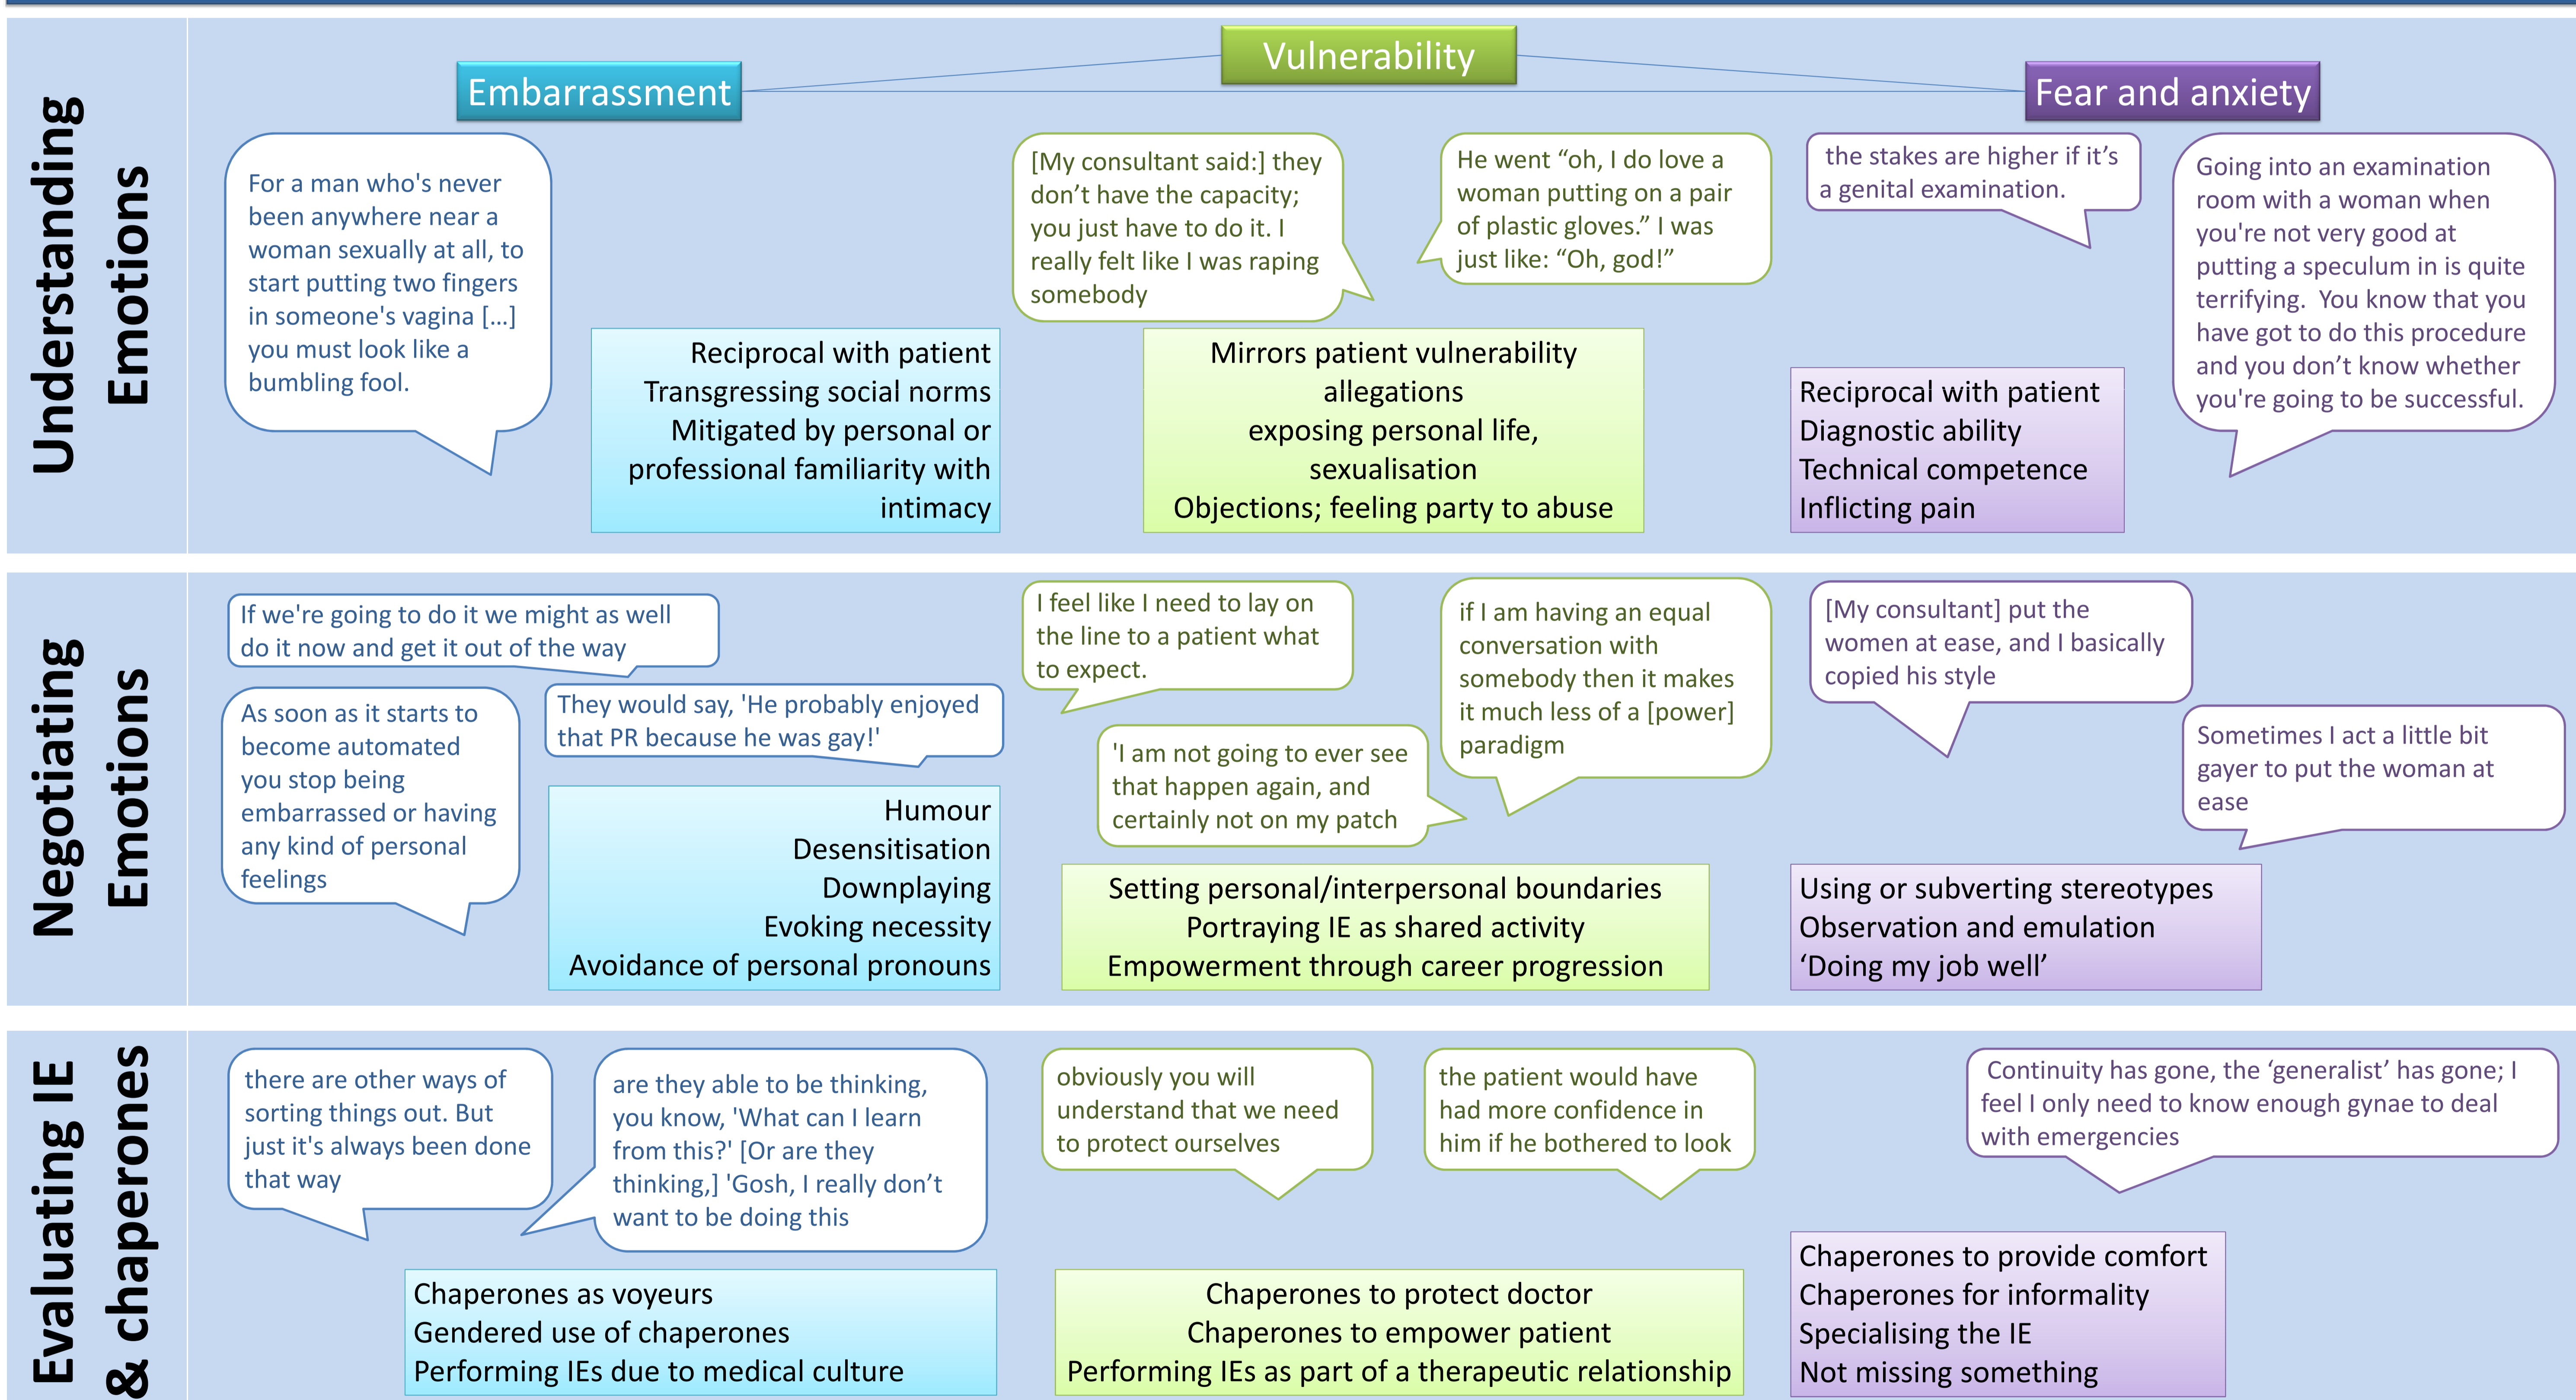 Understanding
Emotions
Embarrassment
Vulnerability
Fear and anxiety
For a man who's never
been anywhere near a
woman sexually at all, to
start putting two fingers
in someone's vagina [...]
you must look like a
bumbling fool.
Reciprocal with patient
Transgressing social norms
Mitigated by personal or
professional familiarity with
intimacy
[My consultant said:] they
don’t have the capacity;
you just have to do it. I
really felt like I was raping
somebody
He went “oh, I do love a
woman putting on a pair
of plastic gloves.” I was
just like: “Oh, god!”
Mirrors patient vulnerability
allegations
exposing personal life,
sexualisation
Objections; feeling party to abuse
the stakes are higher if it’s
a genital examination.
Going into an examination
room with a woman when
you're not very good at
putting a speculum in is quite
terrifying. You know that you
have got to do this procedure
and you don’t know whether
you're going to be successful.
Reciprocal with patient
Diagnostic ability
Technical competence
Inflicting pain
Negotiating
Emotions
If we're going to do it we might as well
do it now and get it out of the way
As soon as it starts to
become automated
you stop being
embarrassed or having
any kind of personal
feelings
They would say, 'He probably enjoyed
that PR because he was gay!'
Humour
Desensitisation
Downplaying
Evoking necessity
Avoidance of personal pronouns
I feel like I need to lay on
the line to a patient what
to expect.
if I am having an equal
conversation with
somebody then it makes
it much less of a [power]
paradigm
'I am not going to ever see
that happen again, and
certainly not on my patch
Setting personal/interpersonal boundaries
Portraying IE as shared activity
Empowerment through career progression
[My consultant] put the
women at ease, and I basically
copied his style
Sometimes I act a little bit
gayer to put the woman at
ease
Using or subverting stereotypes
Observation and emulation
‘Doing my job well’
Evaluating IE
& chaperones
there are other ways of
sorting things out. But
just it's always been done
that way
are they able to be thinking,
you know, 'What can I learn
from this?' [Or are they
thinking,] 'Gosh, I really don’t
want to be doing this
Chaperones as voyeurs
Gendered use of chaperones
Performing IEs due to medical culture
obviously you will
understand that we need
to protect ourselves
the patient would have
had more confidence in
him if he bothered to look
Chaperones to protect doctor
Chaperones to empower patient
Performing IEs as part of a therapeutic relationship
Continuity has gone, the ‘generalist’ has gone; I
feel I only need to know enough gynae to deal
with emergencies
Chaperones to provide comfort
Chaperones for informality
Specialising the IE
Not missing something